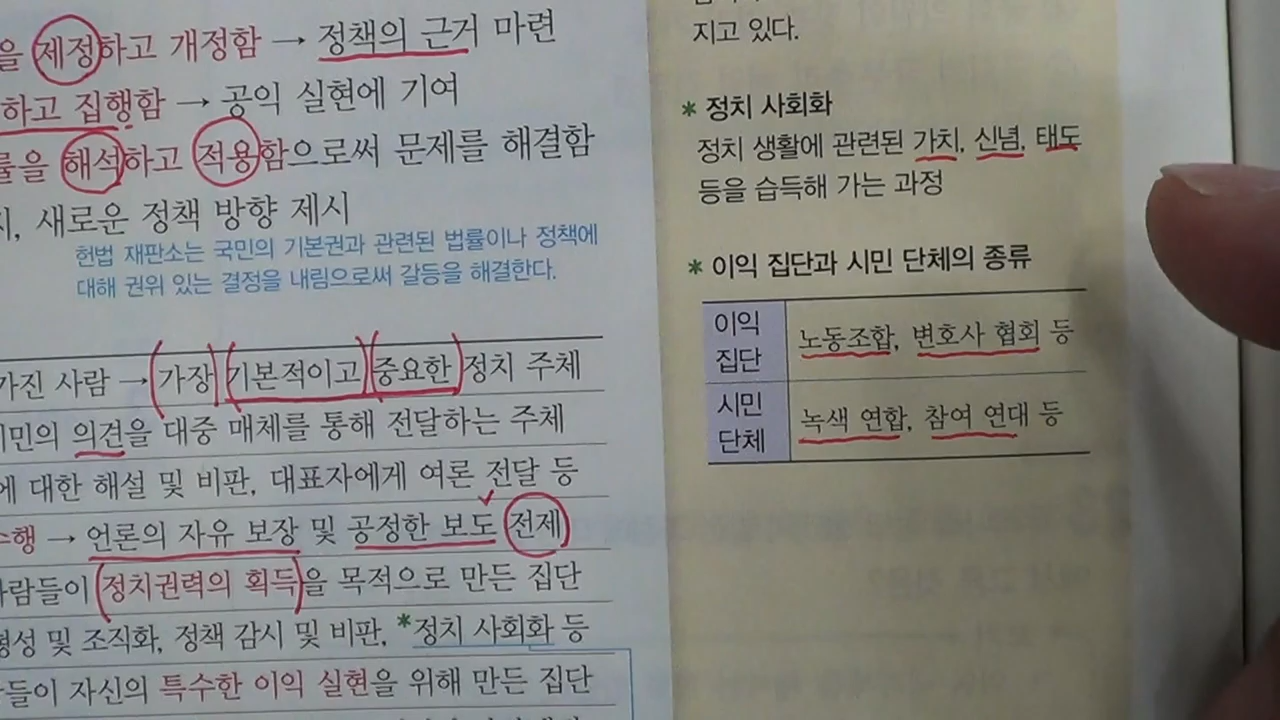 을 제정하고 개정함 → 정책의 근거 마련
하고 집행함 → 공익 실현에 기여
률을 해석하고 적용함으로써 문제를 해결함
새로운 정책 방향 제시
헌법 재판소는 국민의 기본권과 관련된 법률이나 정책에
대해 권위 있는 결정을 내림으로써 갈등을 해결한다.
가진 사람 → 가장 기본적이고 중요한 정치 주체
의견을 대중 매체를 통해 전달하는 주체
에 대한 해설 및 비판, 대표자에게 여론 전달 등
수행 → 언론의 자유 보장 및 공정한 보도 전제
사람들이 정치권력의 획득을 목적으로 만든 집단
형성 및 조직화, 정책 감시 및 비판, *정치 사회화 등
들이 자신의 특수한 이익 실현을 위해 만든 집단
지고 있다.
* 정치 사회화
정치 생활에 관련된 가치, 신념, 태도
등을 습득해 가는 과정
* 이익 집단과 시민 단체의 종류
이익
집단
노동조합, 변호사 협회 등
시민
단체
녹색 연합, 참여 연대 등